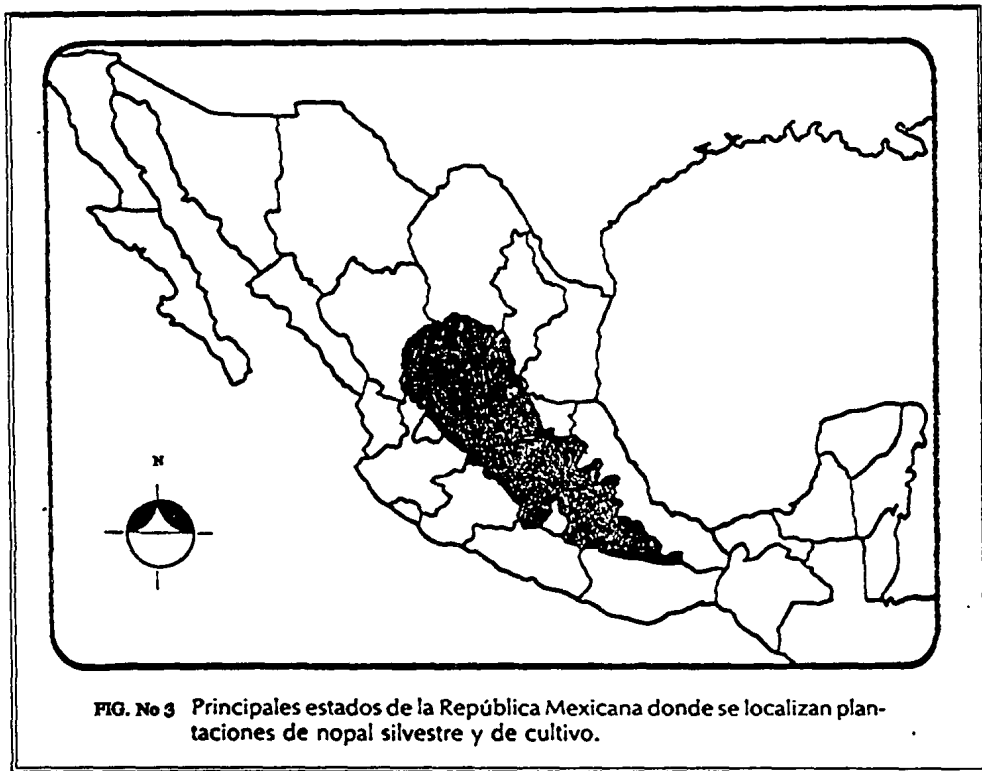 N
FIG. No 3 Principales estados de la República Mexicana donde se localizan plan-
taciones de nopal silvestre y de cultivo.